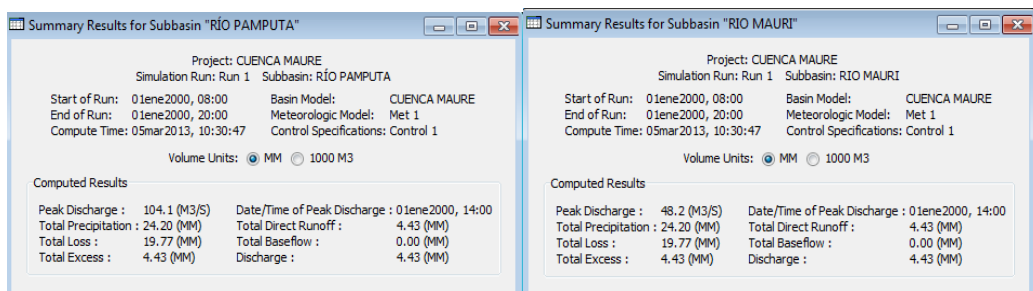 Summary Results for Subbasin "RÍO PAMPUTA"
Project: CUENCA MAURE
Simulation Run: Run 1 Subbasin: RÍO PAMPUTA
Start of Run: 01ene2000, 08:00 Basin Model: CUENCA MAURE
End of Run: 01ene2000, 20:00 Meteorologic Model: Met 1
Compute Time: 05mar2013, 10:30:47 Control Specifications: Control 1
Volume Units: MM 1000 M3
Computed Results
Peak Discharge : 104.1 (M3/S) Date/Time of Peak Discharge : 01ene2000, 14:00
Total Precipitation : 24.20 (MM) Total Direct Runoff : 4.43 (MM)
Total Loss : 19.77 (MM) Total Baseflow : 0.00 (MM)
Total Excess : 4.43 (MM) Discharge : 4.43 (MM)
Summary Results for Subbasin "RIO MAURI"
Project: CUENCA MAURE
Simulation Run: Run 1 Subbasin: RIO MAURI
Start of Run: 01ene2000, 08:00 Basin Model: CUENCA MAURE
End of Run: 01ene2000, 20:00 Meteorologic Model: Met 1
Compute Time: 05mar2013, 10:30:47 Control Specifications: Control 1
Volume Units: MM 1000 M3
Computed Results
Peak Discharge : 48.2 (M3/S) Date/Time of Peak Discharge : 01ene2000, 14:00
Total Precipitation : 24.20 (MM) Total Direct Runoff : 4.43 (MM)
Total Loss : 19.77 (MM) Total Baseflow : 0.00 (MM)
Total Excess : 4.43 (MM) Discharge : 4.43 (MM)